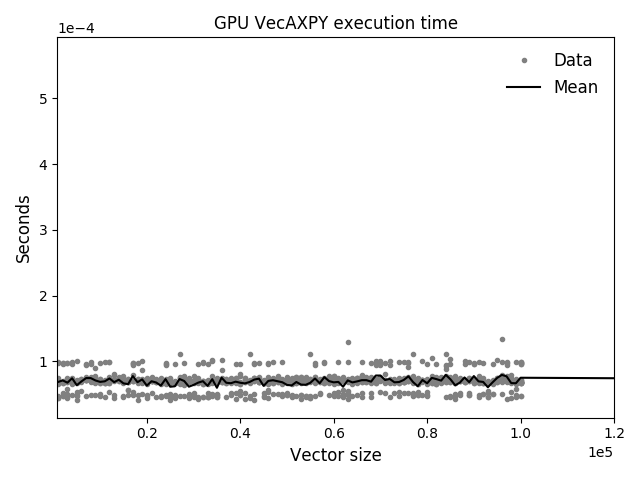 GPU VecAXPY execution time
1e−4
Data
Mean
5
4
3
2
1
Seconds
0.2 0.4 0.6 0.8 1.0 1.2
1e5
Vector size